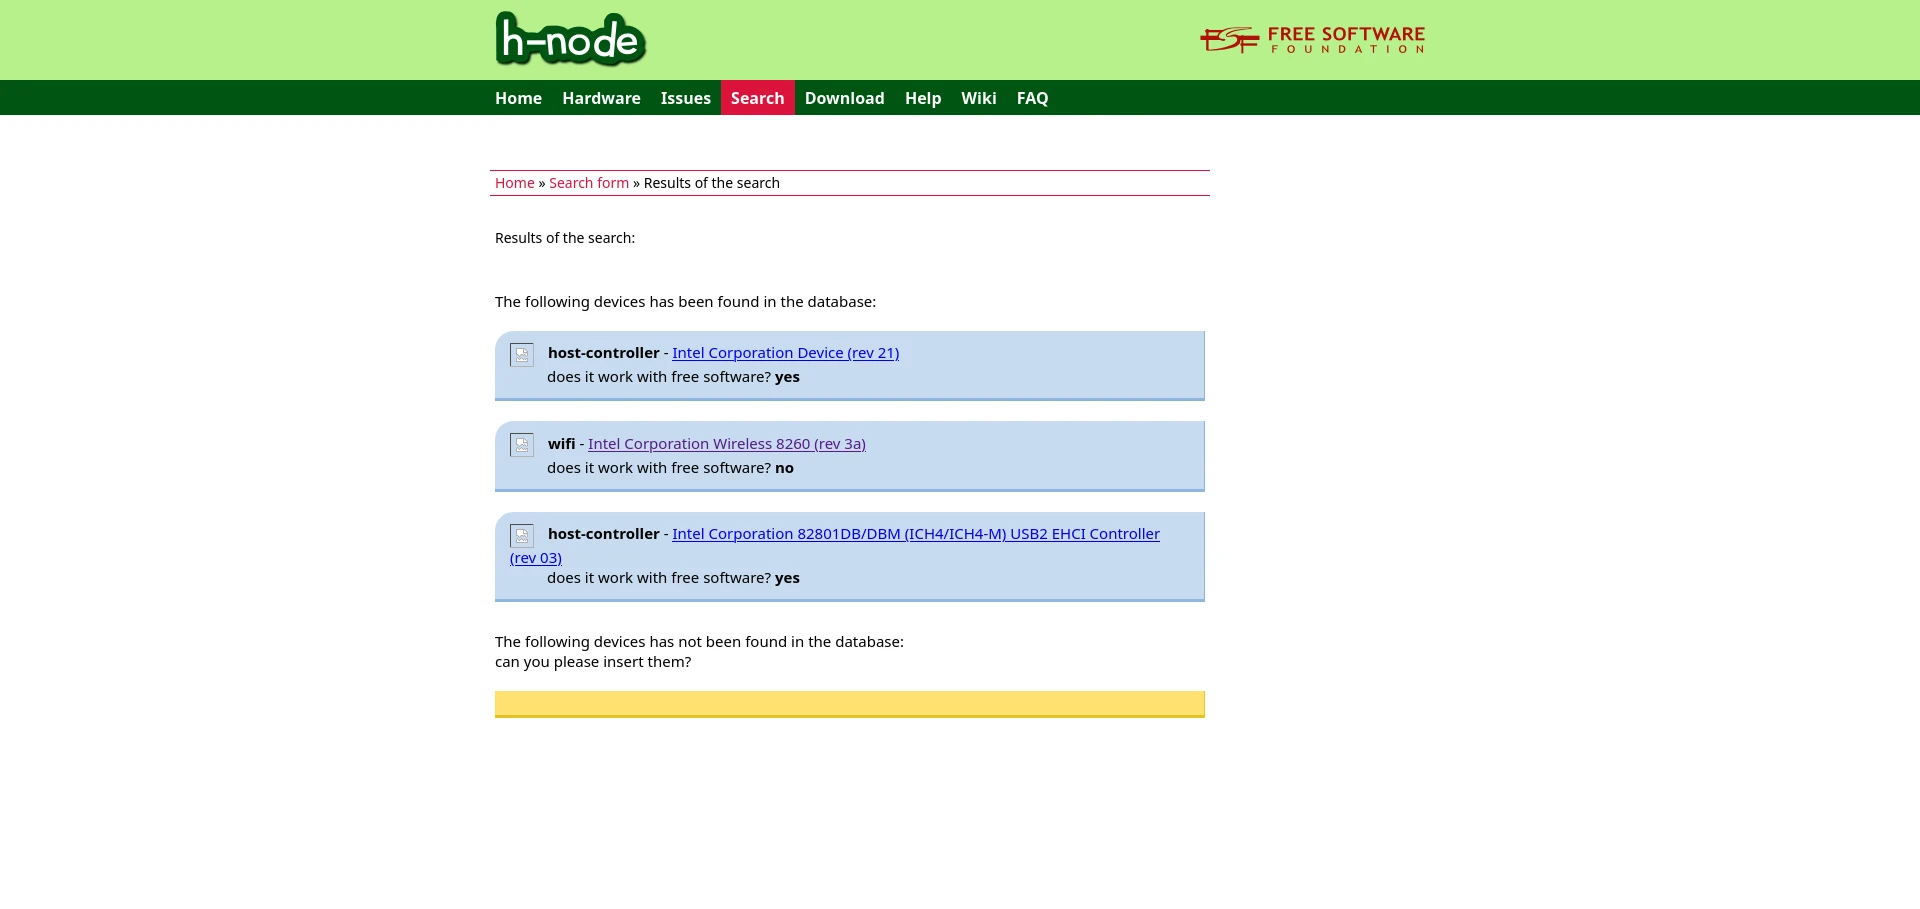 h-node
FREE SOFTWARE
FOUNDATION
Home Hardware Issues Search Download Help Wiki FAQ
Home » Search form » Results of the search
Results of the search:
The following devices has been found in the database:
host-controller - Intel Corporation Device (rev 21)
does it work with free software? yes
wifi - Intel Corporation Wireless 8260 (rev 3a)
does it work with free software? no
host-controller - Intel Corporation 82801DB/DBM (ICH4/ICH4-M) USB2 EHCI Controller
(rev 03)
does it work with free software? yes
The following devices has not been found in the database:
can you please insert them?